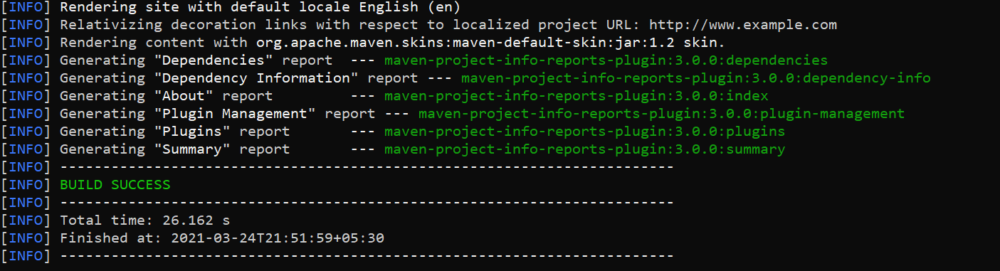 [INFO] Rendering site with default locale English (en)
[INFO] Relativizing decoration links with respect to localized project URL: http://www.example.com
[INFO] Rendering content with org.apache.maven.skins:maven-default-skin:jar:1.2 skin.
[INFO] Generating "Dependencies" report  --- maven-project-info-reports-plugin:3.0.0:dependencies
[INFO] Generating "Dependency Information" report --- maven-project-info-reports-plugin:3.0.0:dependency-info
[INFO] Generating "About" report         --- maven-project-info-reports-plugin:3.0.0:index
[INFO] Generating "Plugin Management" report --- maven-project-info-reports-plugin:3.0.0:plugin-management
[INFO] Generating "Plugins" report       --- maven-project-info-reports-plugin:3.0.0:plugins
[INFO] Generating "Summary" report       --- maven-project-info-reports-plugin:3.0.0:summary
[INFO] ------------------------------------------------------------------------
[INFO] BUILD SUCCESS
[INFO] ------------------------------------------------------------------------
[INFO] Total time: 26.162 s
[INFO] Finished at: 2021-03-24T21:51:59+05:30
[INFO] ------------------------------------------------------------------------